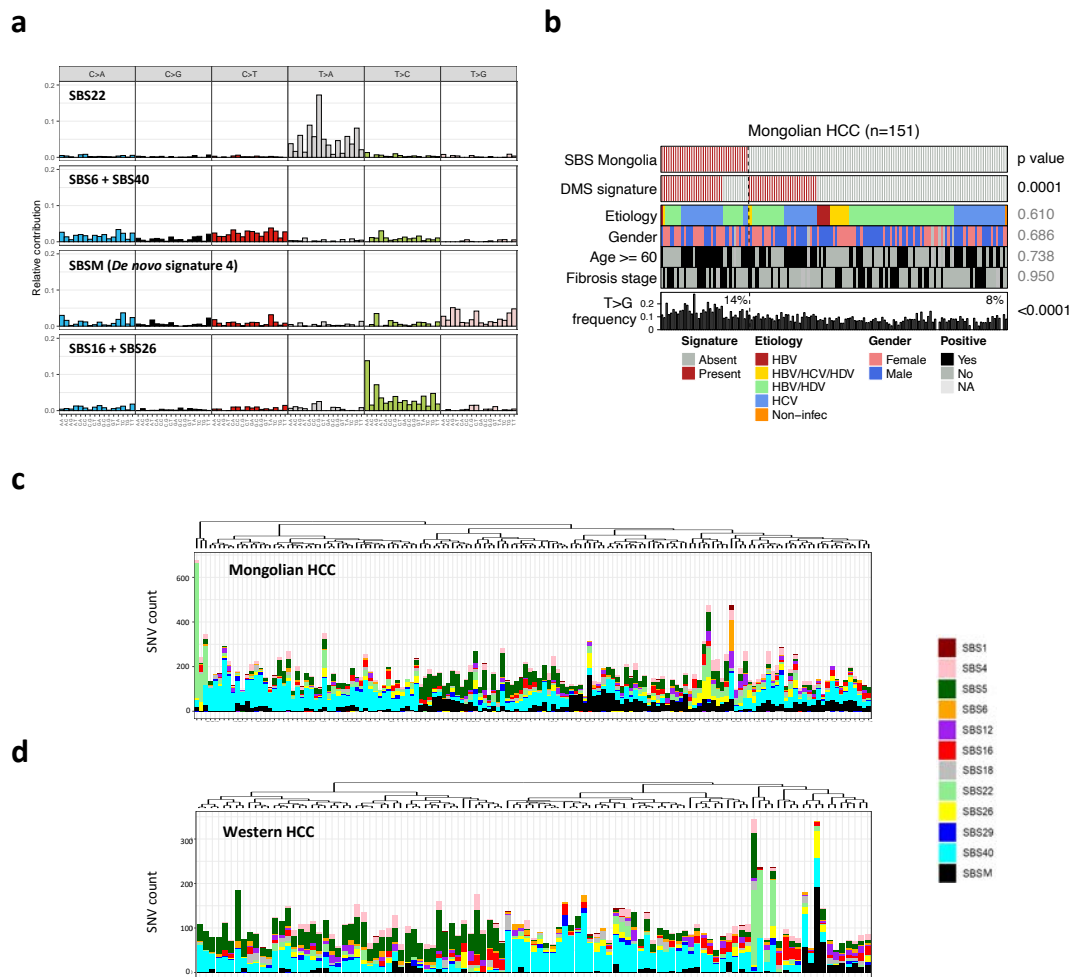 a
C>A C>G C>T T>A T>C T>G
Relative contribution
0.2
0.1
0.0
SBS22
0.2
0.1
0.0
SBS6 + SBS40
0.2
0.1
0.0
SBSM (De novo signature 4)
0.2
0.1
0.0
SBS16 + SBS26
b
Mongolian HCC (n=151)
SBS Mongolia
p value
DMS signature
0.0001
Etiology
0.610
Gender
0.686
Age >= 60
0.738
Fibrosis stage
0.950
T>G
frequency
0.2
0.1
0
14%
8%
<0.0001
Signature
Absent
Present
Etiology
HBV
HBV/HCV/HDV
HBV/HDV
HCV
Non-infec
Gender
Female
Male
Positive
Yes
No
NA
c
Mongolian HCC
SNV count
600
400
200
0
d
Western HCC
SNV count
300
200
100
0
SBS1
SBS4
SBS5
SBS6
SBS12
SBS16
SBS18
SBS22
SBS26
SBS29
SBS40
SBSM